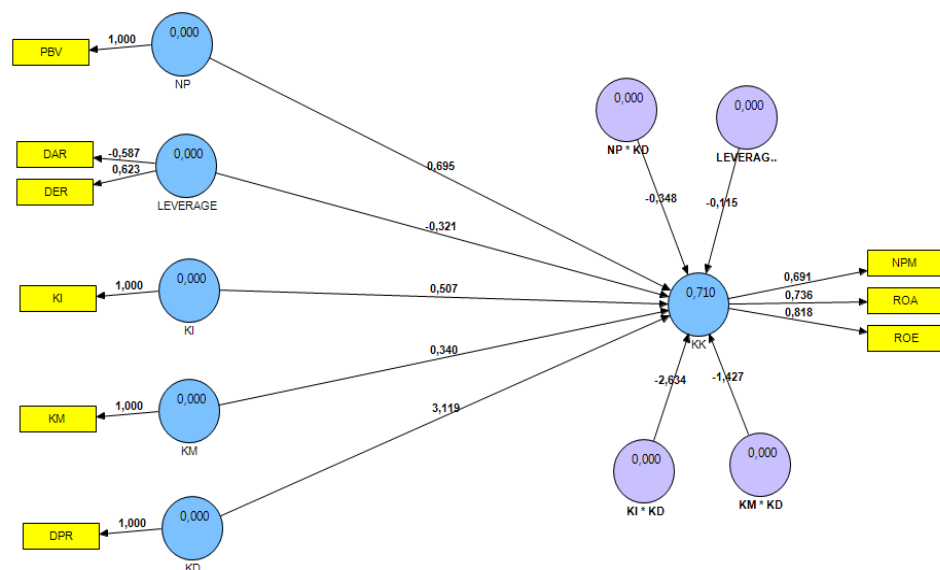 0,000
PBV
1,000
NP
0,000
0,000
NP * KD
LEVERAG..
DAR
-0,587
0,000
DER
0,623
LEVERAGE
0,695
-0,348
-0,115
-0,321
NPM
KI
1,000
0,000
KI
0,507
0,710
KK
0,691
0,736
ROA
0,818
ROE
0,340
-2,634
-1,427
KM
1,000
0,000
KM
3,119
0,000
0,000
KI * KD
KM * KD
DPR
1,000
0,000
KD